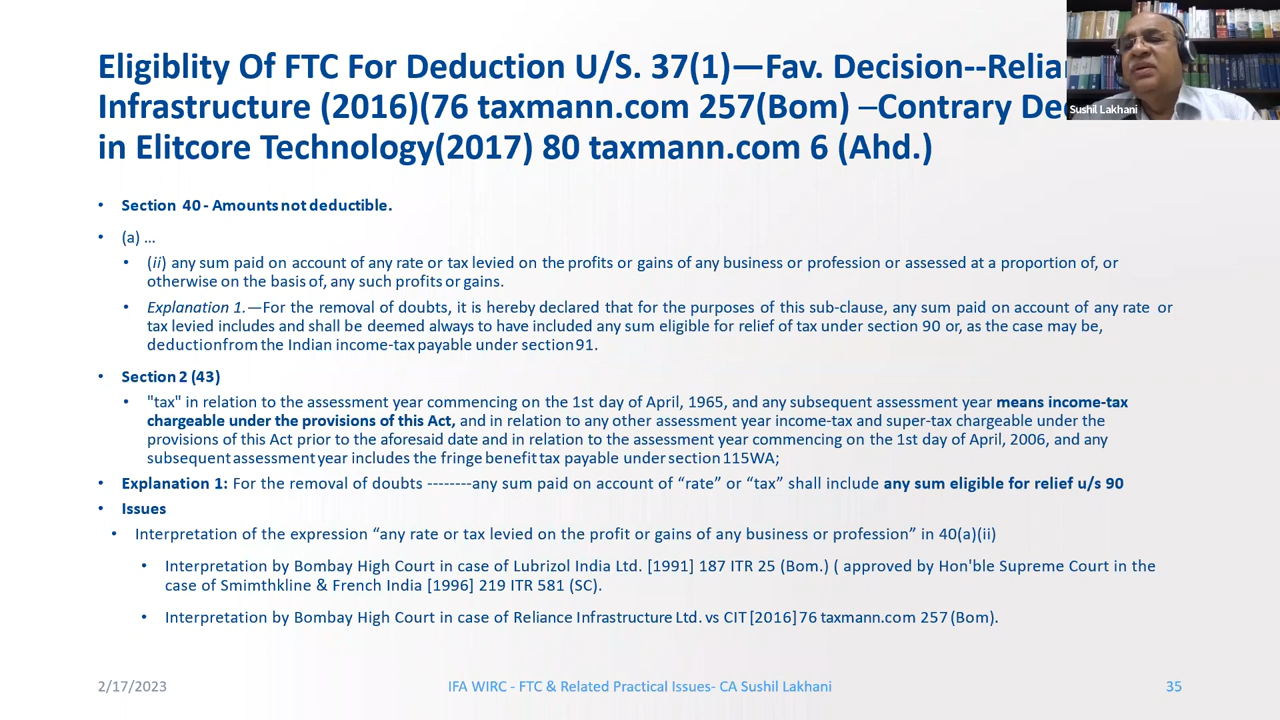 Eligiblity Of FTC For Deduction U/S. 37(1)—Fav. Decision--Relia
Infrastructure (2016)(76 taxmann.com 257(Bom) –Contrary De
in Elitcore Technology(2017) 80 taxmann.com 6 (Ahd.)
Sushil Lakhani
• Section 40 - Amounts not deductible.
• (a) ...
• (ii) any sum paid on account of any rate or tax levied on the profits or gains of any business or profession or assessed at a proportion of, or
otherwise on the basis of, any such profits or gains.
• Explanation 1.—For the removal of doubts, it is hereby declared that for the purposes of this sub-clause, any sum paid on account of any rate or
tax levied includes and shall be deemed always to have included any sum eligible for relief of tax under section 90 or, as the case may be,
deduction from the Indian income-tax payable under section 91.
• Section 2 (43)
• "tax" in relation to the assessment year commencing on the 1st day of April, 1965, and any subsequent assessment year means income-tax
chargeable under the provisions of this Act, and in relation to any other assessment year income-tax and super-tax chargeable under the
provisions of this Act prior to the aforesaid date and in relation to the assessment year commencing on the 1st day of April, 2006, and any
subsequent assessment year includes the fringe benefit tax payable under section 115WA;
• Explanation 1: For the removal of doubts --------any sum paid on account of “rate” or “tax” shall include any sum eligible for relief u/s 90
• Issues
• Interpretation of the expression “any rate or tax levied on the profit or gains of any business or profession” in 40(a)(ii)
• Interpretation by Bombay High Court in case of Lubrizol India Ltd. [1991] 187 ITR 25 (Bom.) ( approved by Hon'ble Supreme Court in the
case of Smimthkline & French India [1996] 219 ITR 581 (SC).
• Interpretation by Bombay High Court in case of Reliance Infrastructure Ltd. vs CIT [2016] 76 taxmann.com 257 (Bom).
2/17/2023
IFA WIRC - FTC & Related Practical Issues- CA Sushil Lakhani
35